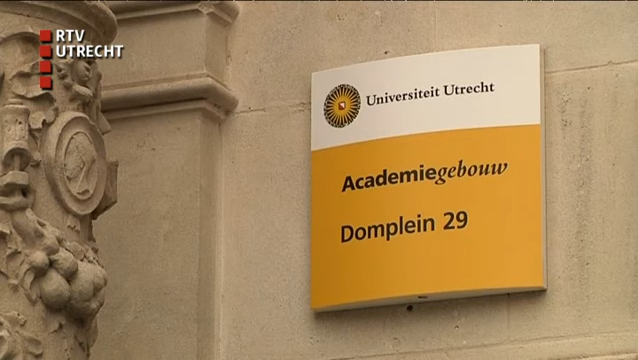 RTV
UTRECHT
Universiteit Utrecht
Academiegebouw
Domplein 29